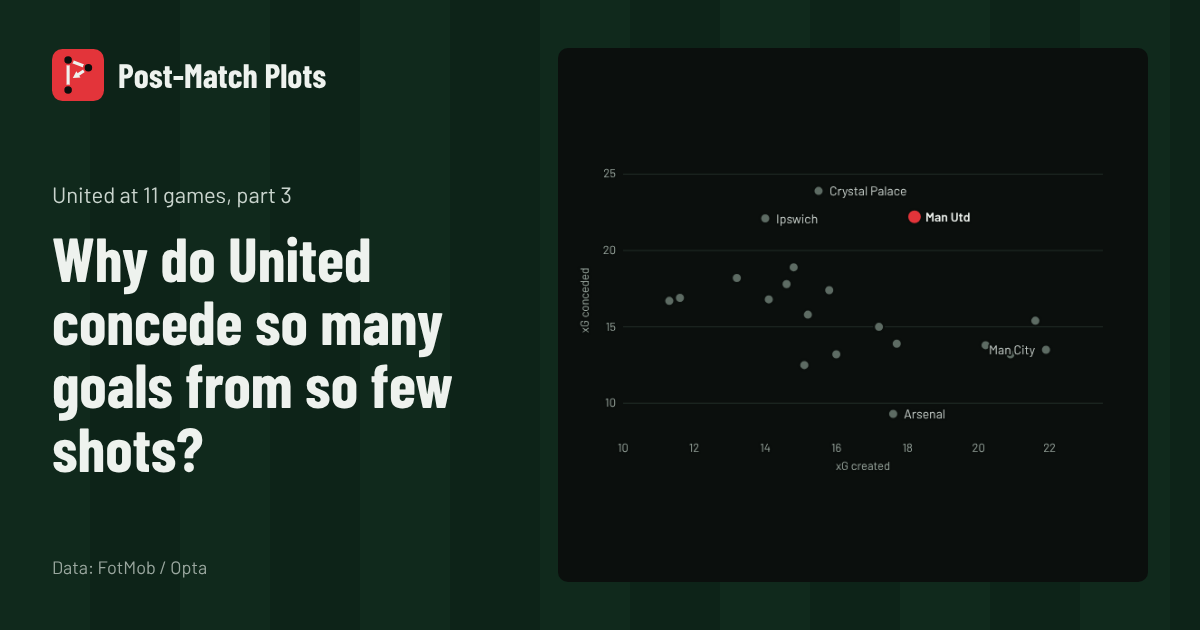 Post-Match Plots
United at 11 games, part 3
Why do United
concede so many
goals from so few
shots?
Data: FotMob / Opta
25
Crystal Palace
Ipswich
Man Utd
20
xG conceded
15
Man City
10
Arsenal
10 12 14 16 18 20 22
xG created